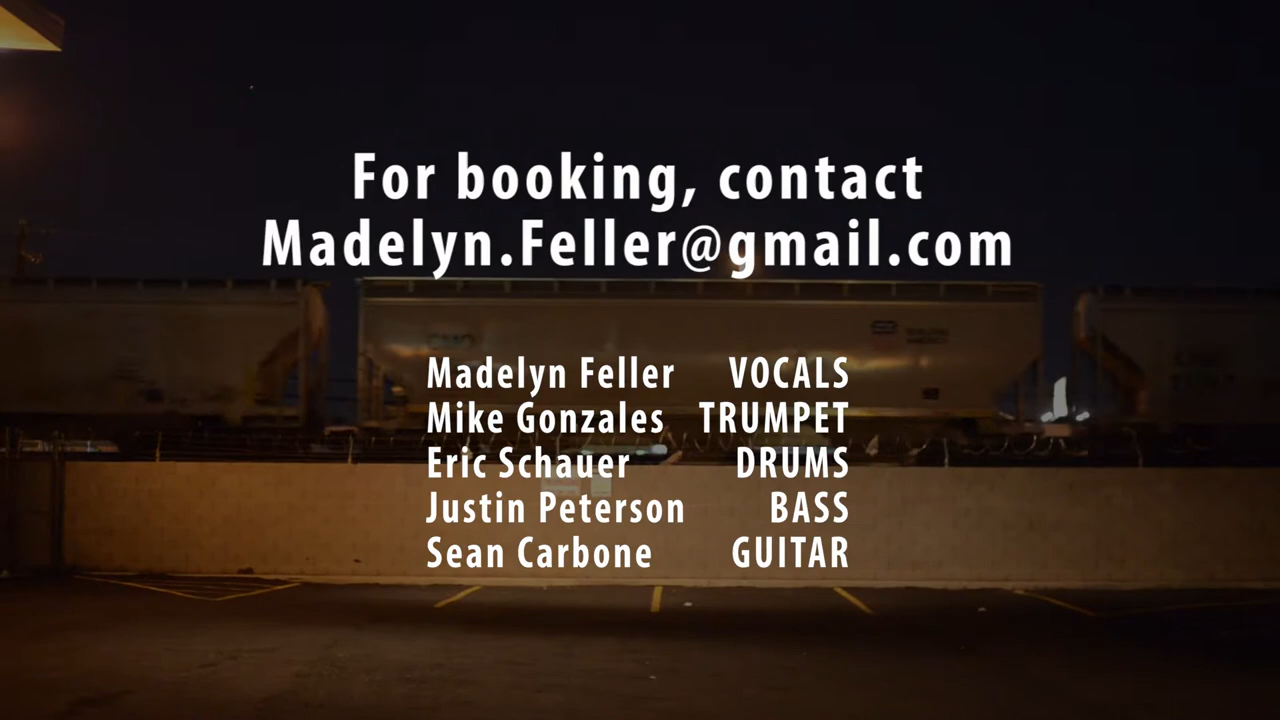 For booking, contact
Madelyn.Feller@gmail.com
Madelyn Feller VOCALS
Mike Gonzales TRUMPET
Eric Schauer DRUMS
Justin Peterson BASS
Sean Carbone GUITAR